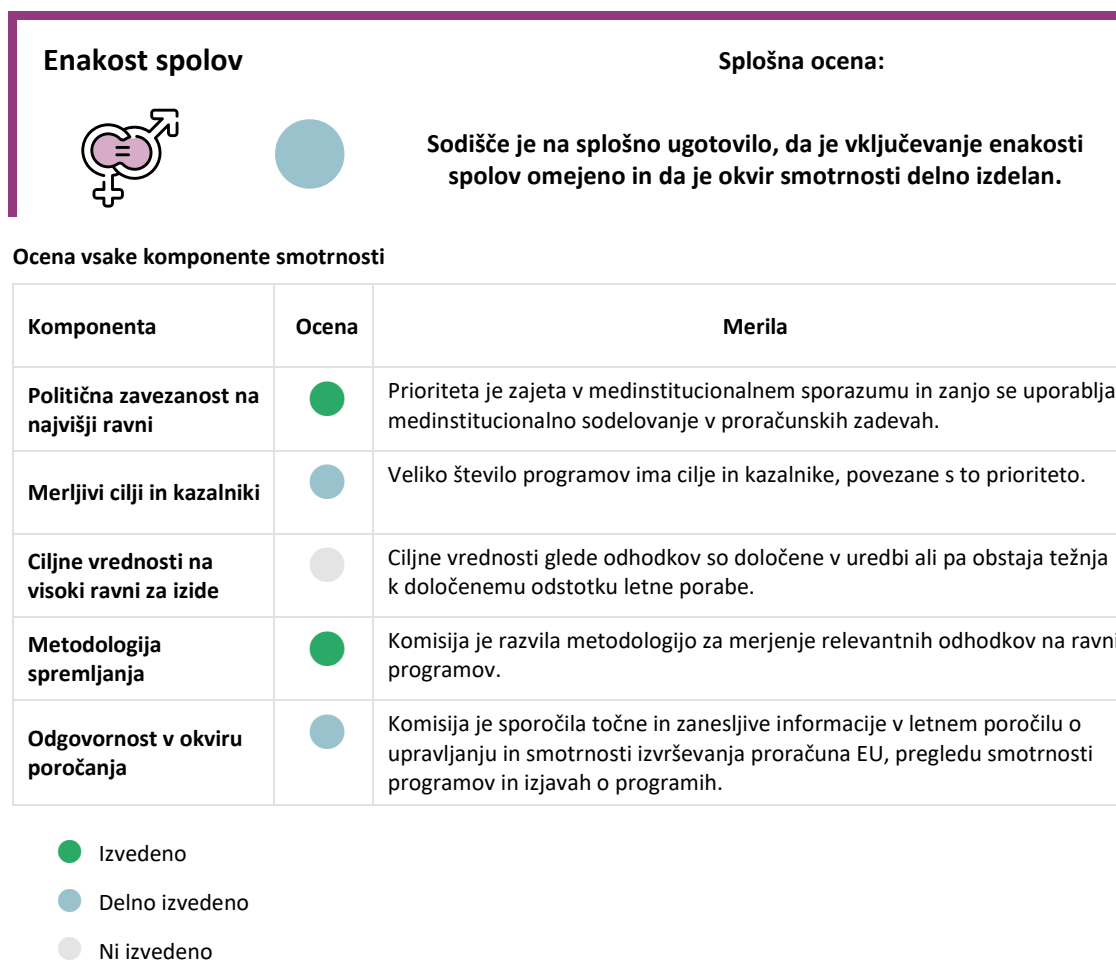 Enakost spolov
Splošna ocena:
Sodišče je na splošno ugotovilo, da je vključevanje enakosti
spolov omejeno in da je okvir smotrnosti delno izdelan.
Ocena vsake komponente smotrnosti
Komponenta
Ocena
Merila
Politična zavezanost na
najvišji ravni
Prioriteta je zajeta v medinstitucionalnem sporazumu in zanjo se uporablja
medinstitucionalno sodelovanje v proračunskih zadevah.
Merljivi cilji in kazalniki
Veliko število programov ima cilje in kazalnike, povezane s to prioriteto.
Ciljne vrednosti na
visoki ravni za izide
Ciljne vrednosti glede odhodkov so določene v uredbi ali pa obstaja težnja
k določenemu odstotku letne porabe.
Metodologija
spremljanja
Komisija je razvila metodologijo za merjenje relevantnih odhodkov na ravni
programov.
Odgovornost v okviru
poročanja
Komisija je sporočila točne in zanesljive informacije v letnem poročilu o
upravljanju in smotrnosti izvrševanja proračuna EU, pregledu smotrnosti
programov in izjavah o programih.
Izvedeno
Delno izvedeno
Ni izvedeno